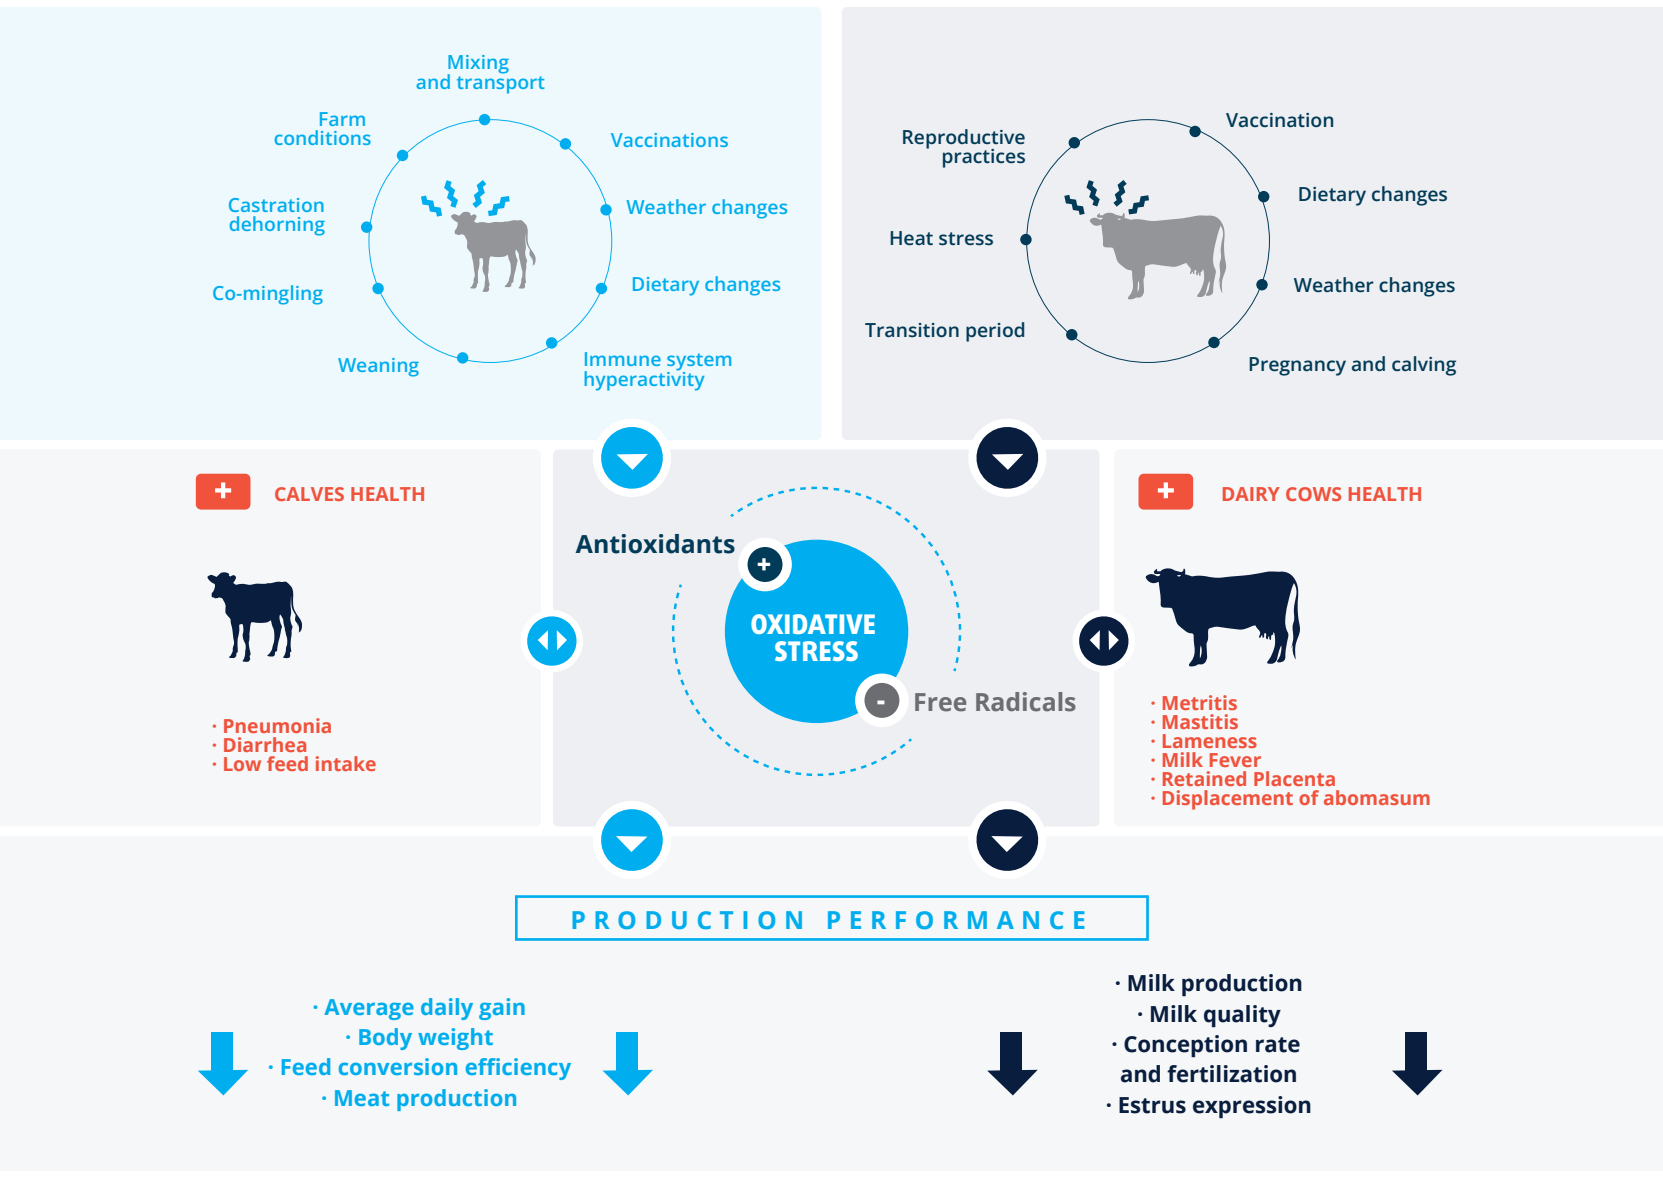 Mixing
and transport
Farm
conditions
Vaccinations
Castration
dehorning
Weather changes
Co-mingling
Dietary changes
Weaning
Immune system
hyperactivity
Reproductive
practices
Vaccination
Dietary changes
Heat stress
Weather changes
Transition period
Pregnancy and calving
CALVES HEALTH
· Pneumonia
· Diarrhea
· Low feed intake
Antioxidants
+
OXIDATIVE
STRESS
-
Free Radicals
DAIRY COWS HEALTH
· Metritis
· Mastitis
· Lameness
· Milk Fever
· Retained Placenta
· Displacement of abomasum
PRODUCTION PERFORMANCE
· Average daily gain
· Body weight
· Feed conversion efficiency
· Meat production
· Milk production
· Milk quality
· Conception rate
and fertilization
· Estrus expression